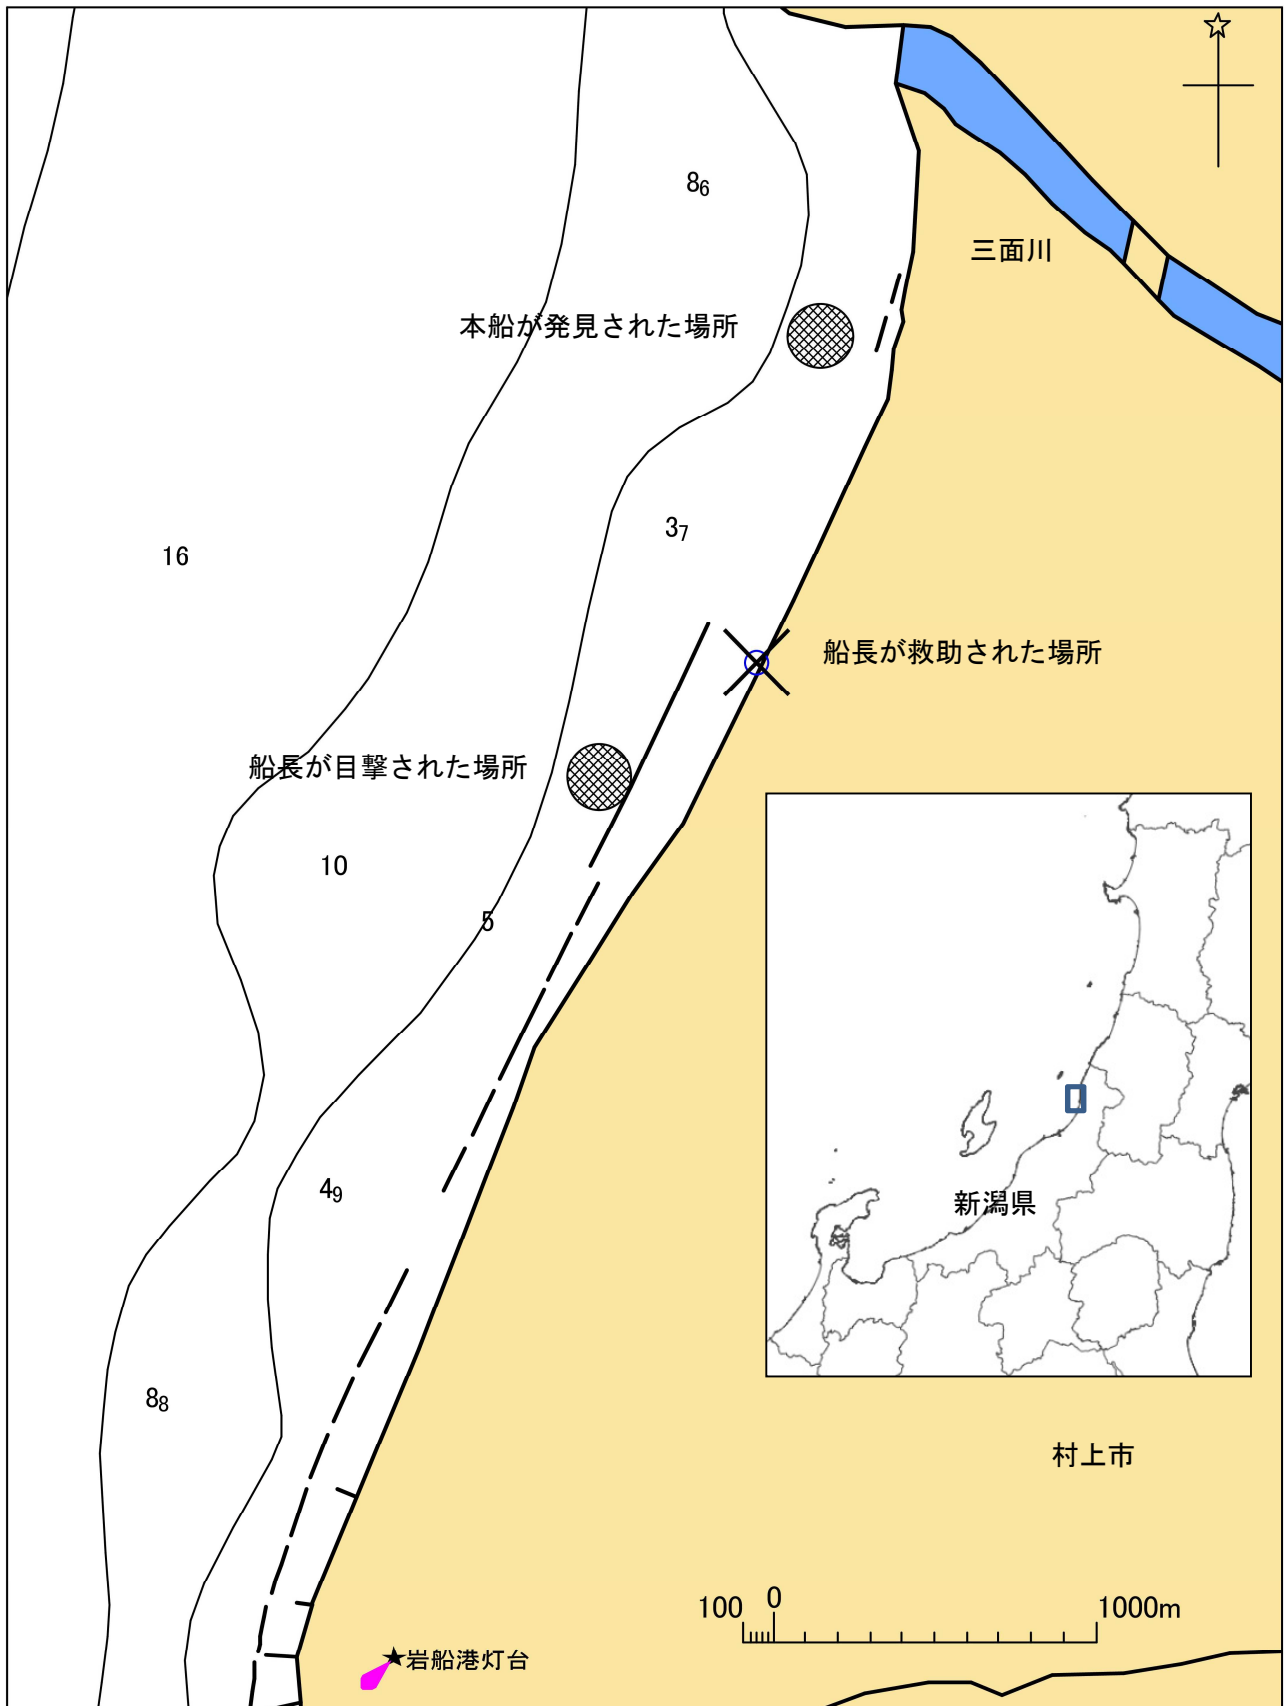 8₆
三面川
本船が発見された場所
3₇
16
船長が救助された場所
船長が目撃された場所
10
5
4₉
新潟県
8₈
村上市
100 0 1000m
岩船港灯台